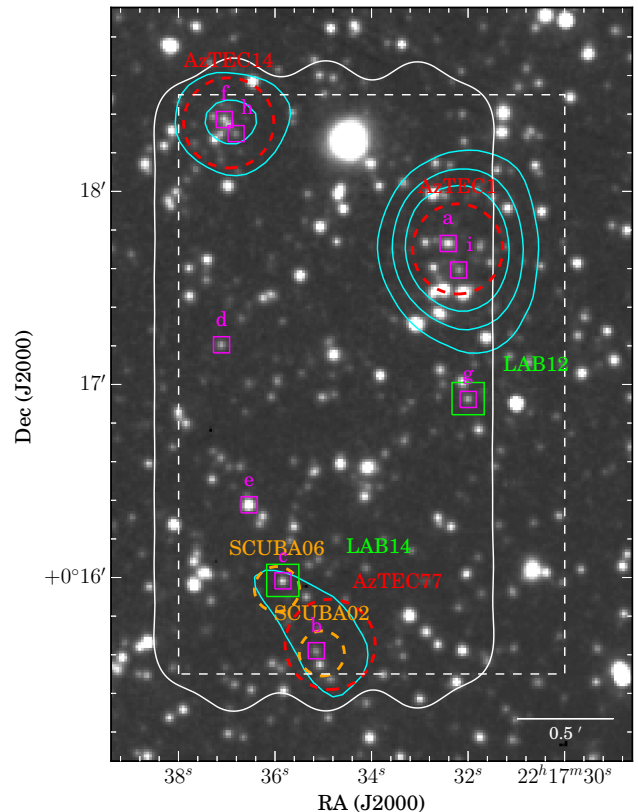 AzTEC14
f
h
18′
AzTEC1
a
i
d
LAB12
17′
g
Dec (J2000)
e
SCUBA06
LAB14
c
+0°16′
AzTEC77
SCUBA02
b
0.5 ′
38ˢ 36ˢ 34ˢ 32ˢ 22ʰ17ᵐ30ˢ
RA (J2000)